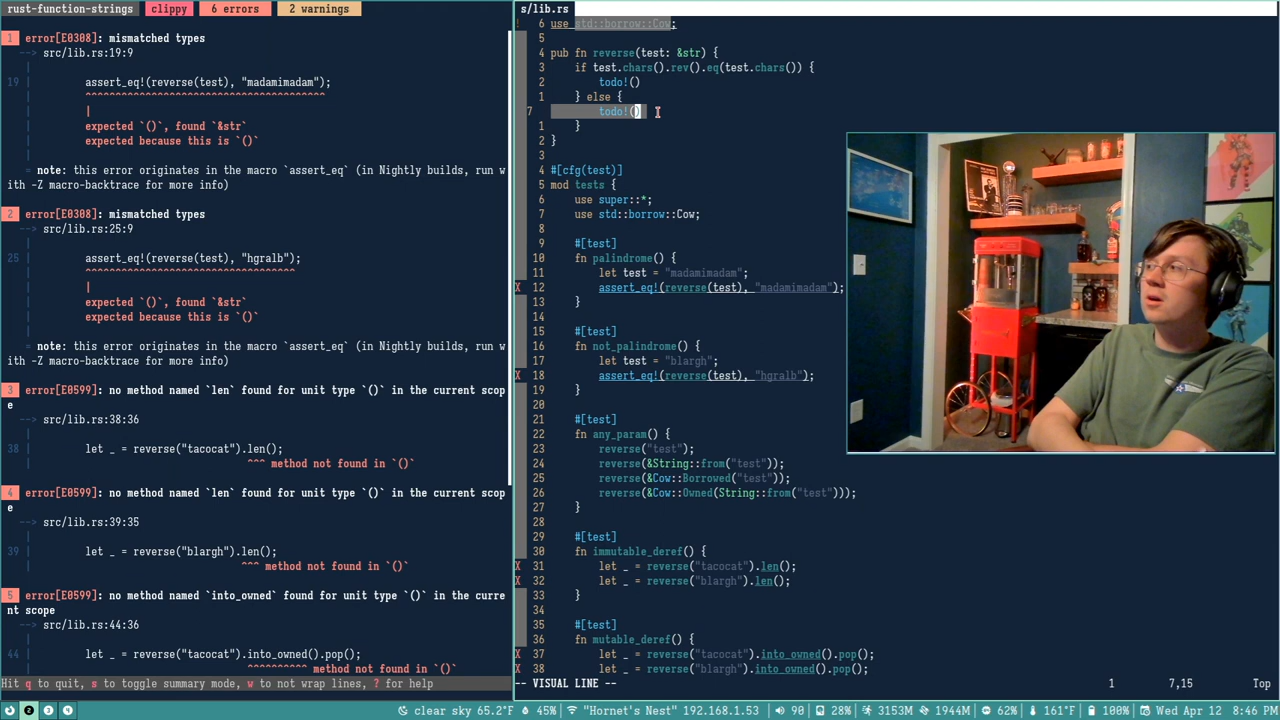 rust-function-strings clippy 6 errors 2 warnings
1 error[E0308]: mismatched types
--> src/lib.rs:19:9
|
19 | assert_eq!(reverse(test), "madamimadam");
| ^^^^^^^^^^^^^^^^^^^^^^^^^^^^^^^^^^^^^^^^
| |
| expected `()`, found `&str`
| expected because this is `()`
|
= note: this error originates in the macro `assert_eq` (in Nightly builds, run w
ith -Z macro-backtrace for more info)
2 error[E0308]: mismatched types
--> src/lib.rs:25:9
|
25 | assert_eq!(reverse(test), "hgralb");
| ^^^^^^^^^^^^^^^^^^^^^^^^^^^^^^^^^^^
| |
| expected `()`, found `&str`
| expected because this is `()`
|
= note: this error originates in the macro `assert_eq` (in Nightly builds, run w
ith -Z macro-backtrace for more info)
3 error[E0599]: no method named `len` found for unit type `()` in the current scop
e
--> src/lib.rs:38:36
|
38 | let _ = reverse("tacocat").len();
| ^^^ method not found in `()`
4 error[E0599]: no method named `len` found for unit type `()` in the current scop
e
--> src/lib.rs:39:35
|
39 | let _ = reverse("blargh").len();
| ^^^ method not found in `()`
5 error[E0599]: no method named `into_owned` found for unit type `()` in the curre
nt scope
--> src/lib.rs:44:36
|
44 | let _ = reverse("tacocat").into_owned().pop();
| ^^^^^^^^^^ method not found in `()`
Hit q to quit, s to toggle summary mode, w to not wrap lines, ? for help
s/lib.rs
! 6 use std::borrow::Cow;
5
4 pub fn reverse(test: &str) {
3 if test.chars().rev().eq(test.chars()) {
2 todo!()
1 } else {
7 todo!()
1 }
2 }
3
4 #[cfg(test)]
5 mod tests {
6 use super::*;
7 use std::borrow::Cow;
8
9 #[test]
10 fn palindrome() {
11 let test = "madamimadam";
X 12 assert_eq!(reverse(test), "madamimadam");
13 }
14
15 #[test]
16 fn not_palindrome() {
17 let test = "blargh";
X 18 assert_eq!(reverse(test), "hgralb");
19 }
20
21 #[test]
22 fn any_param() {
23 reverse("test");
24 reverse(&String::from("test"));
25 reverse(&Cow::Borrowed("test"));
26 reverse(&Cow::Owned(String::from("test")));
27 }
28
29 #[test]
30 fn immutable_deref() {
X 31 let _ = reverse("tacocat").len();
X 32 let _ = reverse("blargh").len();
33 }
34
35 #[test]
36 fn mutable_deref() {
X 37 let _ = reverse("tacocat").into_owned().pop();
X 38 let _ = reverse("blargh").into_owned().pop();
-- VISUAL LINE -- 1 7,15 Top
2 3 4 clear sky 65.2°F 45% "Hornet's Nest" 192.168.1.53 90 28% 3153M 1944M 62% 161°F 100% Wed Apr 12 8:46 PM